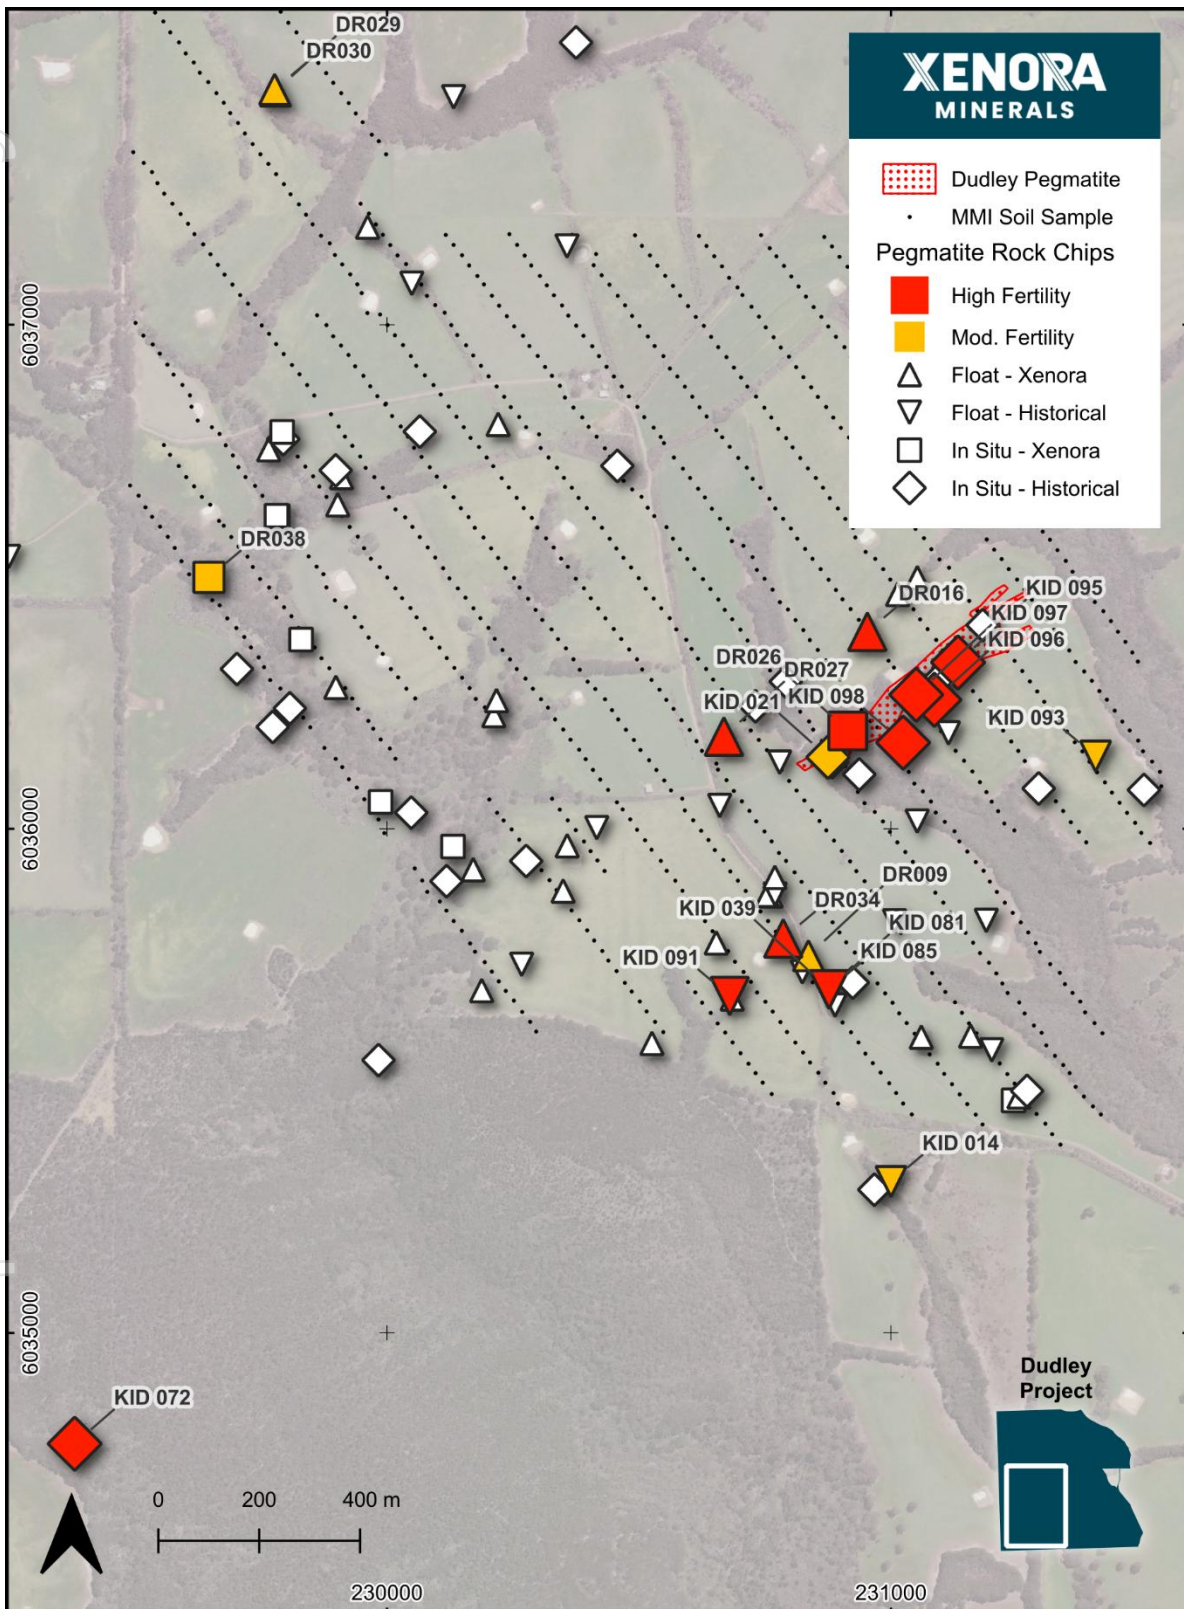 DR029
DR030
XENORA
MINERALS
Dudley Pegmatite
MMI Soil Sample
Pegmatite Rock Chips
High Fertility
Mod. Fertility
Float - Xenora
Float - Historical
In Situ - Xenora
In Situ - Historical
6037000
DR038
DR016
KID 095
KID 097
KID 096
DR026
DR027
KID 021
KID 098
KID 093
6036000
DR009
KID 039
DR034
KID 081
KID 091
KID 085
KID 014
6035000
Dudley
Project
KID 072
0 200 400 m
230000 231000